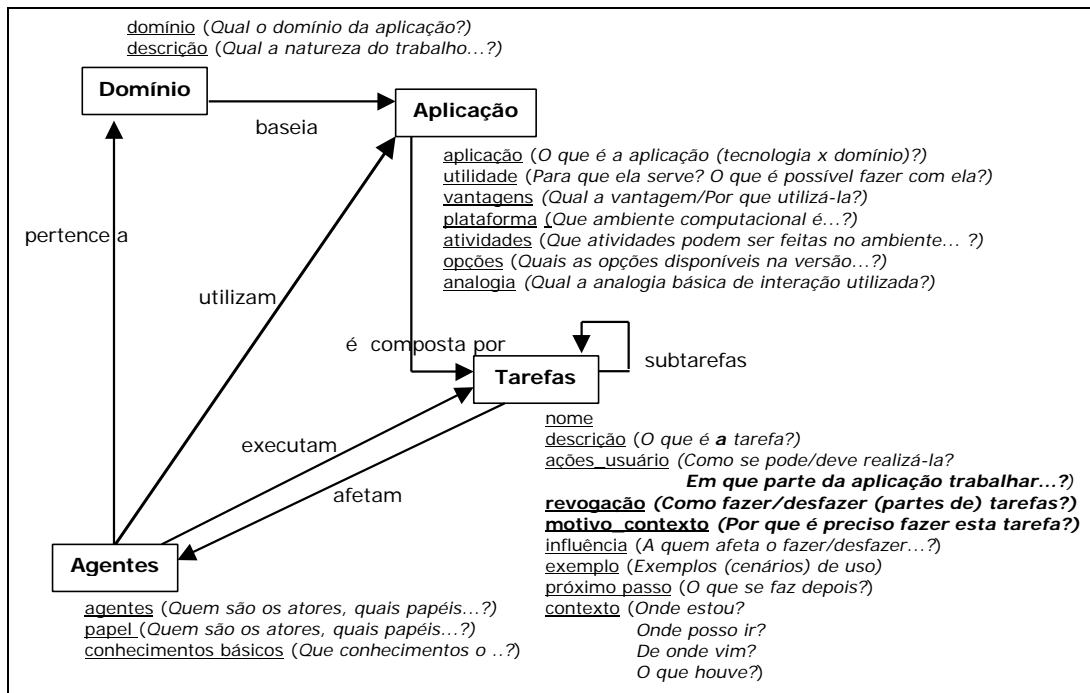 domínio (Qual o domínio da aplicação?)
descrição (Qual a natureza do trabalho...?)
Domínio
baseia
Aplicação
aplicação (O que é a aplicação (tecnologia x domínio)?)
utilidade (Para que ela serve? O que é possível fazer com ela?)
vantagens (Qual a vantagem/Por que utilizá-la?)
plataforma (Que ambiente computacional é...?)
atividades (Que atividades podem ser feitas no ambiente... ?)
opções (Quais as opções disponíveis na versão...?)
analogia (Qual a analogia básica de interação utilizada?)
pertence a
utilizam
é composta por
subtarefas
Tarefas
nome
descrição (O que é a tarefa?)
ações_usuário (Como se pode/deve realizá-la?
Em que parte da aplicação trabalhar...?)
revogação (Como fazer/desfazer (partes de) tarefas?)
motivo_contexto (Por que é preciso fazer esta tarefa?)
influência (A quem afeta o fazer/desfazer...?)
exemplo (Exemplos (cenários) de uso)
próximo passo (O que se faz depois?)
contexto (Onde estou?
Onde posso ir?
De onde vim?
O que houve?)
executam
afetam
Agentes
agentes (Quem são os atores, quais papéis...?)
papel (Quem são os atores, quais papéis...?)
conhecimentos básicos (Que conhecimentos o ..?)